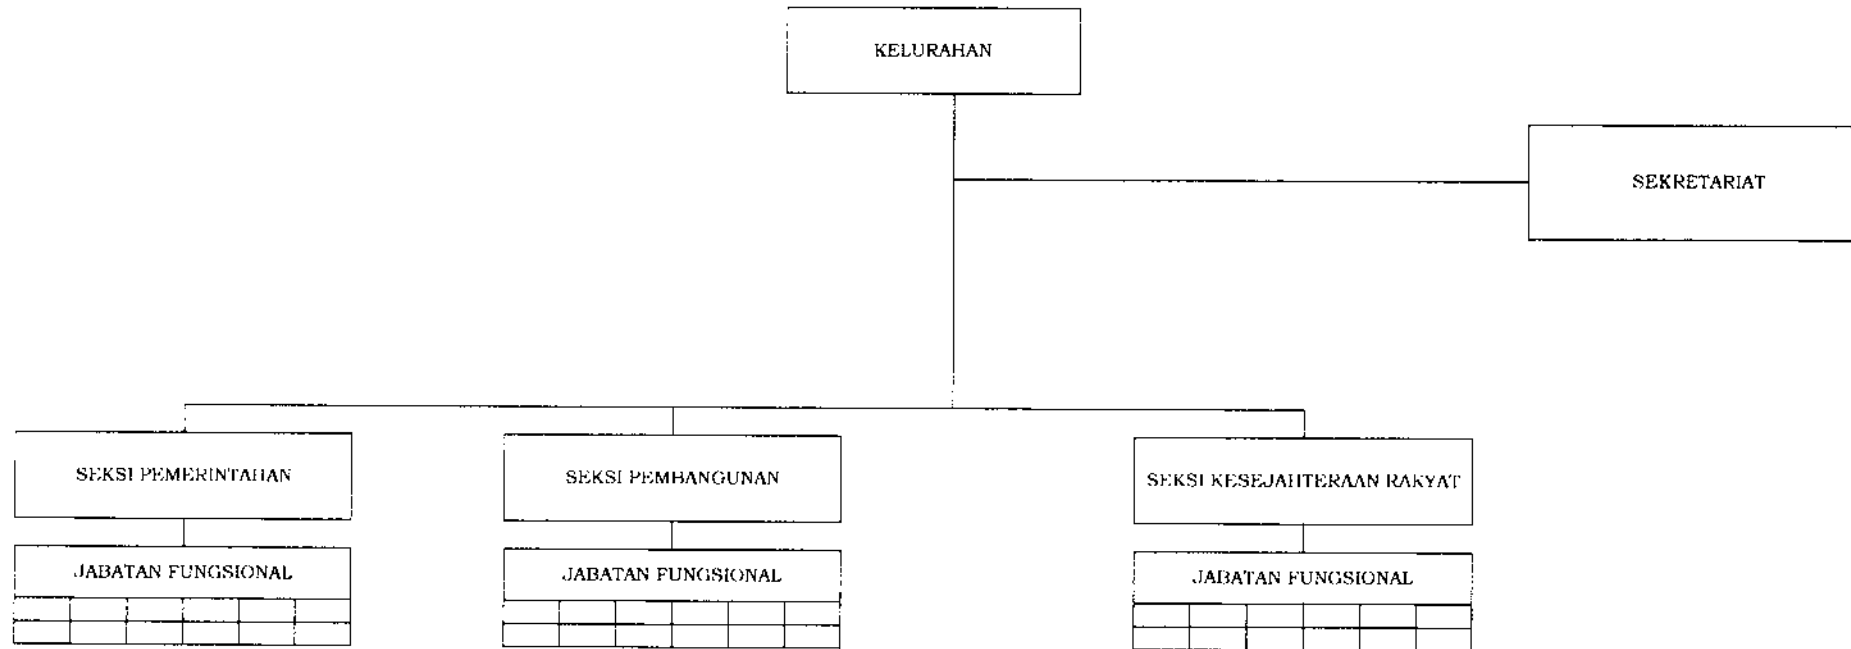 KELURAHAN
SEKRETARIAT
SEKSI PEMERINTAHAN
SEKSI PEMBANGUNAN
SEKSI KESEJAHTERAAN RAKYAT
JABATAN FUNGSIONAL
JABATAN FUNGSIONAL
JABATAN FUNGSIONAL